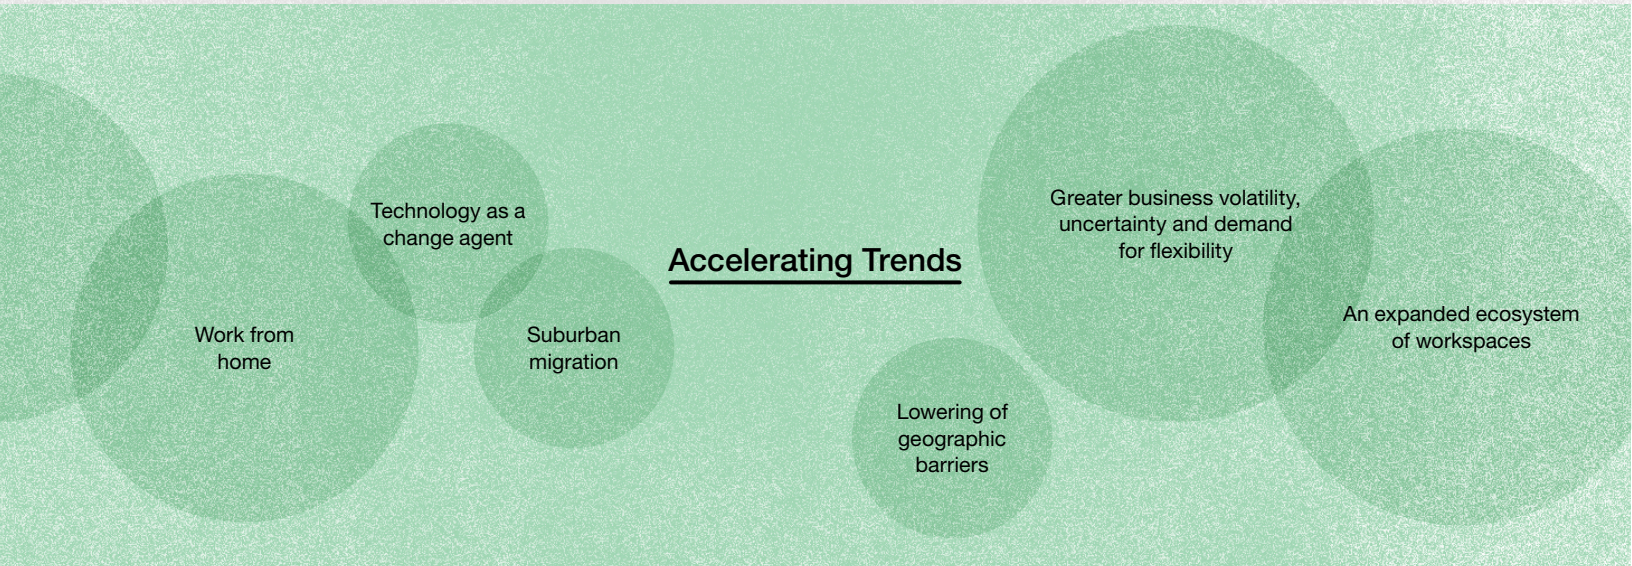 Technology as a
change agent
Work from
home
Suburban
migration
Accelerating Trends
Greater business volatility,
uncertainty and demand
for flexibility
An expanded ecosystem
of workspaces
Lowering of
geographic
barriers